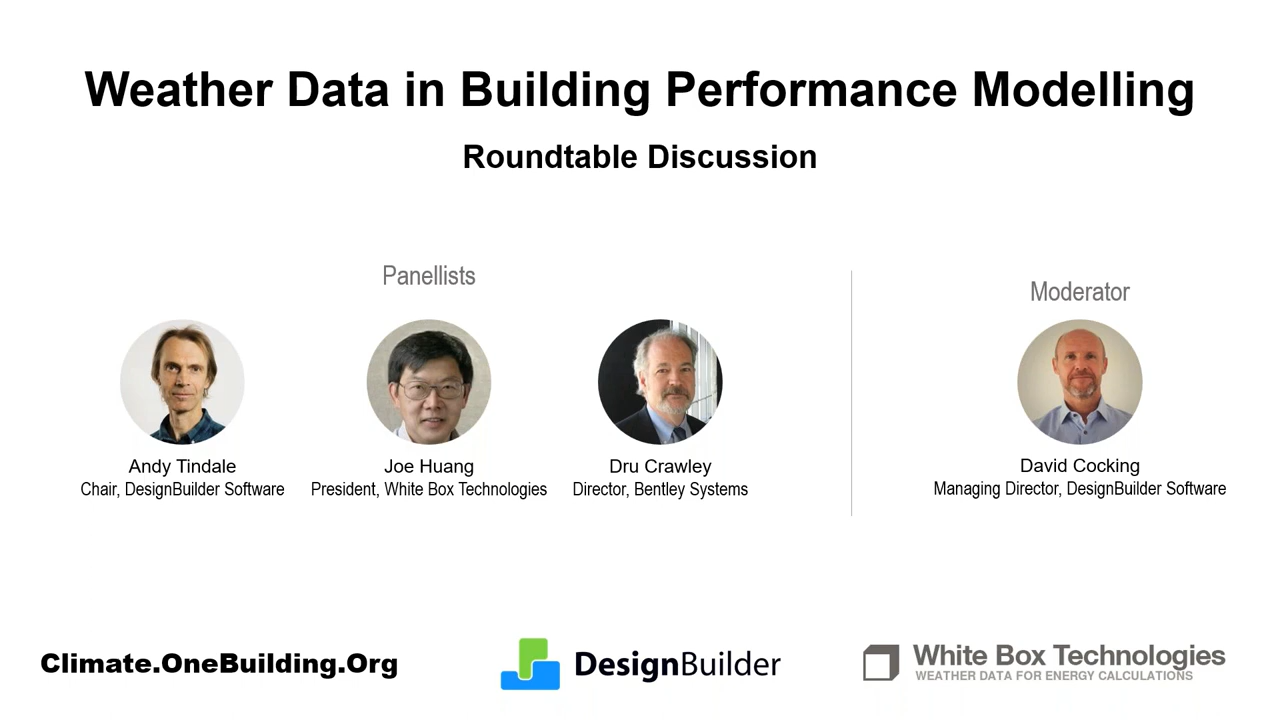 Weather Data in Building Performance Modelling
Roundtable Discussion
Panellists
Andy Tindale
Chair, DesignBuilder Software
Joe Huang
President, White Box Technologies
Dru Crawley
Director, Bentley Systems
Moderator
David Cocking
Managing Director, DesignBuilder Software
Climate.OneBuilding.Org
DesignBuilder
White Box Technologies
WEATHER DATA FOR ENERGY CALCULATIONS